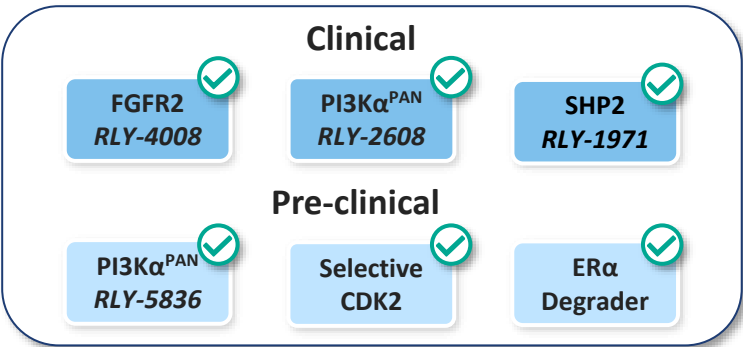 Clinical
FGFR2
RLY-4008
PI3Kα^PAN
RLY-2608
SHP2
RLY-1971
Pre-clinical
PI3Kα^PAN
RLY-5836
Selective
CDK2
ERα
Degrader